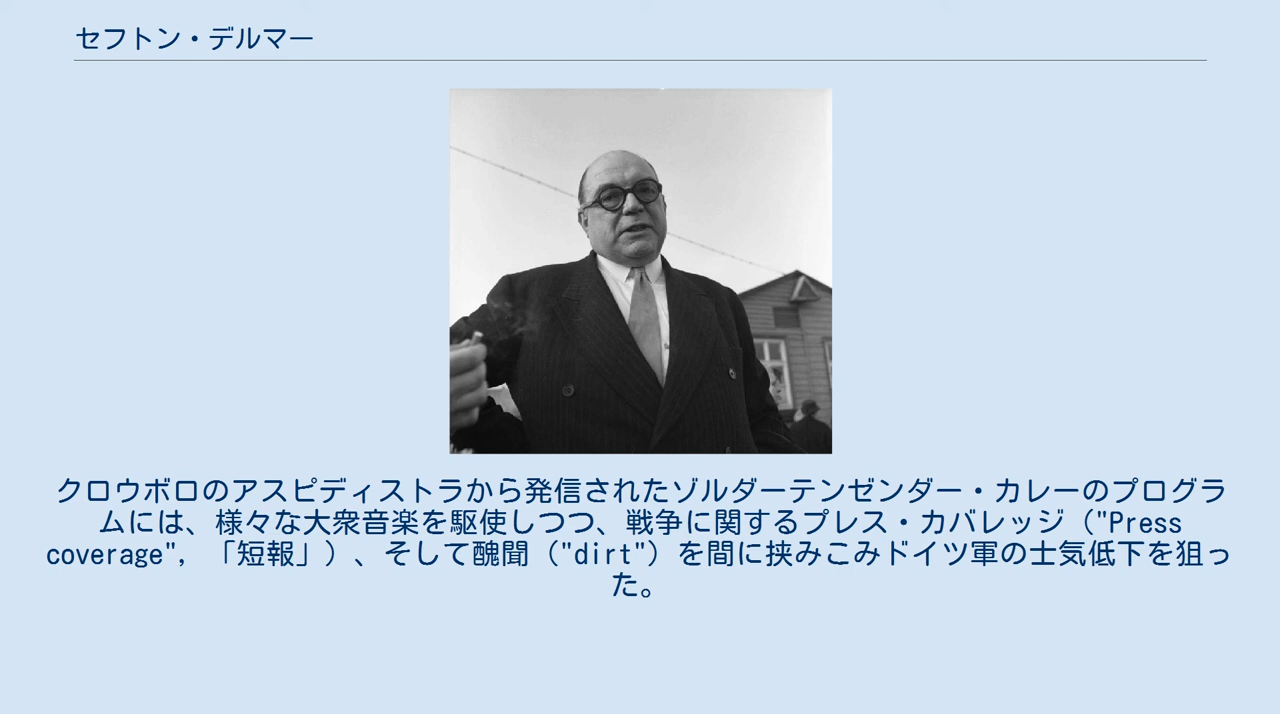 セフトン・デルマー
クロウボロのアスピディストラから発信されたゾルダーテンゼンダー・カレーのプログラ
ムには、様々な大衆音楽を駆使しつつ、戦争に関するプレス・カバレッジ（"Press
coverage", 「短報」）、そして醜聞（"dirt"）を間に挟みこみドイツ軍の士気低下を狙っ
た。